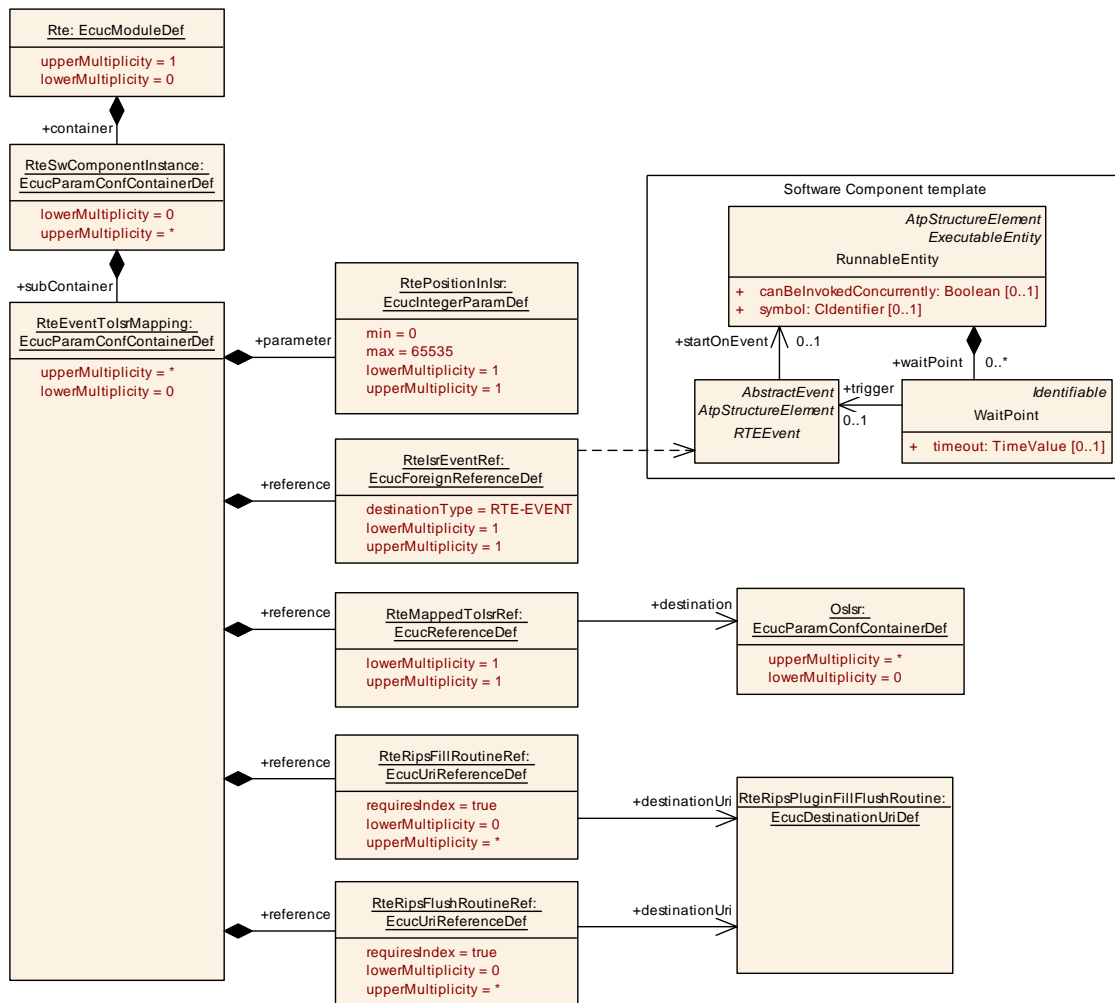 Rte: EcucModuleDef
upperMultiplicity = 1
lowerMultiplicity = 0
+container
RteSwComponentInstance:
EcucParamConfContainerDef
lowerMultiplicity = 0
upperMultiplicity = *
+subContainer
RteEventToIsrMapping:
EcucParamConfContainerDef
upperMultiplicity = *
lowerMultiplicity = 0
+parameter
RtePositionInIsr:
EcucIntegerParamDef
min = 0
max = 65535
lowerMultiplicity = 1
upperMultiplicity = 1
Software Component template
AtpStructureElement
ExecutableEntity
RunnableEntity
+ canBeInvokedConcurrently: Boolean [0..1]
+ symbol: CIdentifier [0..1]
+startOnEvent
0..1
+waitPoint
0..*
AbstractEvent
AtpStructureElement
RTEEvent
+trigger
0..1
Identifiable
WaitPoint
+ timeout: TimeValue [0..1]
+reference
RteIsrEventRef:
EcucForeignReferenceDef
destinationType = RTE-EVENT
lowerMultiplicity = 1
upperMultiplicity = 1
+reference
RteMappedToIsrRef:
EcucReferenceDef
lowerMultiplicity = 1
upperMultiplicity = 1
+destination
OsIsr:
EcucParamConfContainerDef
upperMultiplicity = *
lowerMultiplicity = 0
+reference
RteRipsFillRoutineRef:
EcucUriReferenceDef
requiresIndex = true
lowerMultiplicity = 0
upperMultiplicity = *
+destinationUri
RteRipsPluginFillFlushRoutine:
EcucDestinationUriDef
+reference
RteRipsFlushRoutineRef:
EcucUriReferenceDef
requiresIndex = true
lowerMultiplicity = 0
upperMultiplicity = *
+destinationUri